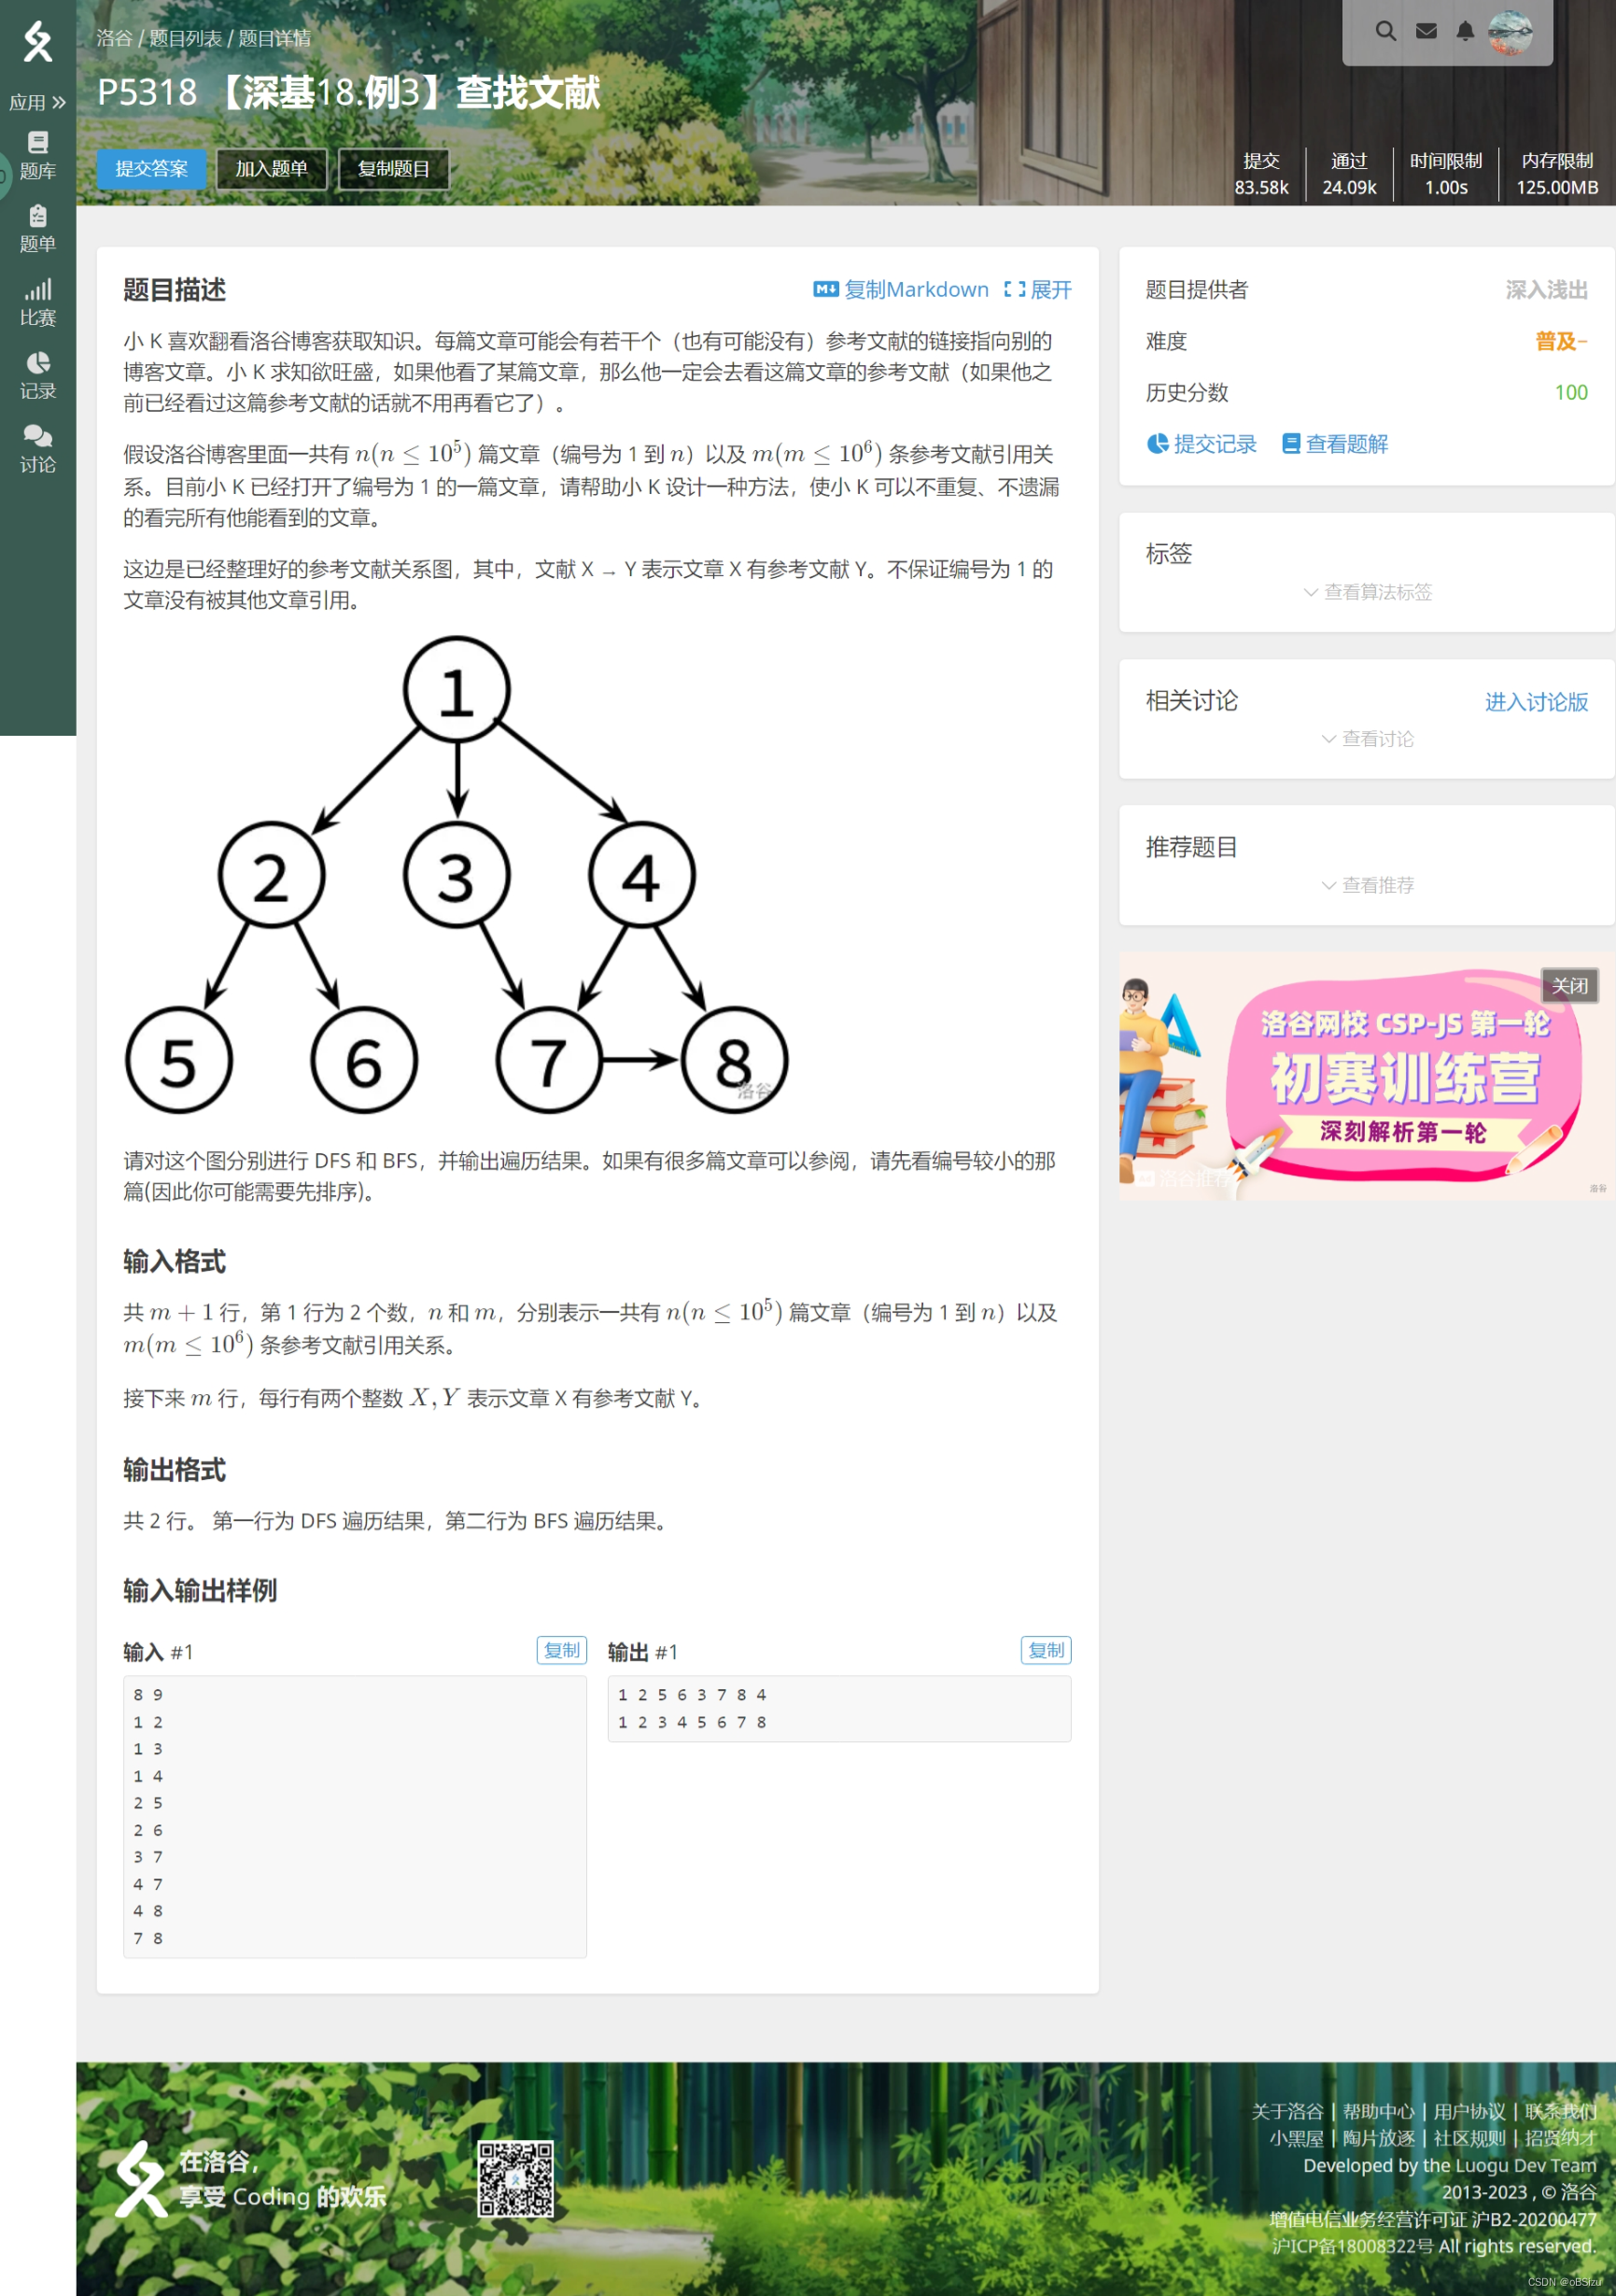 洛谷 / 题目列表 / 题目详情
P5318 【深基18.例3】查找文献
应用
题库
题单
比赛
记录
讨论
提交答案
加入题单
复制题目
提交
83.58k
通过
24.09k
时间限制
1.00s
内存限制
125.00MB
题目描述
复制Markdown
展开
小 K 喜欢翻看洛谷博客获取知识。每篇文章可能会有若干个（也有可能没有）参考文献的链接指向别的
博客文章。小 K 求知欲旺盛，如果他看了某篇文章，那么他一定会去看这篇文章的参考文献（如果他之
前已经看过这篇参考文献的话就不用再看它了）。
假设洛谷博客里面一共有 n(n ≤ 10^5) 篇文章（编号为 1 到 n）以及 m(m ≤ 10^6) 条参考文献引用关
系。目前小 K 已经打开了编号为 1 的一篇文章，请帮助小 K 设计一种方法，使小 K 可以不重复、不遗漏
的看完所有他能看到的文章。
这边是已经整理好的参考文献关系图，其中，文献 X → Y 表示文章 X 有参考文献 Y。不保证编号为 1 的
文章没有被其他文章引用。
1
2 3 4
5 6 7 8
洛谷
请对这个图分别进行 DFS 和 BFS，并输出遍历结果。如果有很多篇文章可以参阅，请先看编号较小的那
篇(因此你可能需要先排序)。
输入格式
共 m + 1 行，第 1 行为 2 个数，n 和 m，分别表示一共有 n(n ≤ 10^5) 篇文章（编号为 1 到 n）以及
m(m ≤ 10^6) 条参考文献引用关系。
接下来 m 行，每行有两个整数 X, Y 表示文章 X 有参考文献 Y。
输出格式
共 2 行。 第一行为 DFS 遍历结果，第二行为 BFS 遍历结果。
输入输出样例
输入 #1
复制
8 9
1 2
1 3
1 4
2 5
2 6
3 7
4 7
4 8
7 8
输出 #1
复制
1 2 5 6 3 7 8 4
1 2 3 4 5 6 7 8
题目提供者
深入浅出
难度
普及−
历史分数
100
提交记录
查看题解
标签
查看算法标签
相关讨论
进入讨论版
查看讨论
推荐题目
查看推荐
关闭
洛谷网校 CSP-JS 第一轮
初赛训练营
深刻解析第一轮
洛谷推荐
洛谷
在洛谷，
享受 Coding 的欢乐
关于洛谷 | 帮助中心 | 用户协议 | 联系我们
小黑屋 | 陶片放逐 | 社区规则 | 招贤纳才
Developed by the Luogu Dev Team
2013-2023 , © 洛谷
增值电信业务经营许可证 沪B2-20200477
沪ICP备18008322号 All rights reserved.
CSDN @oBSizu